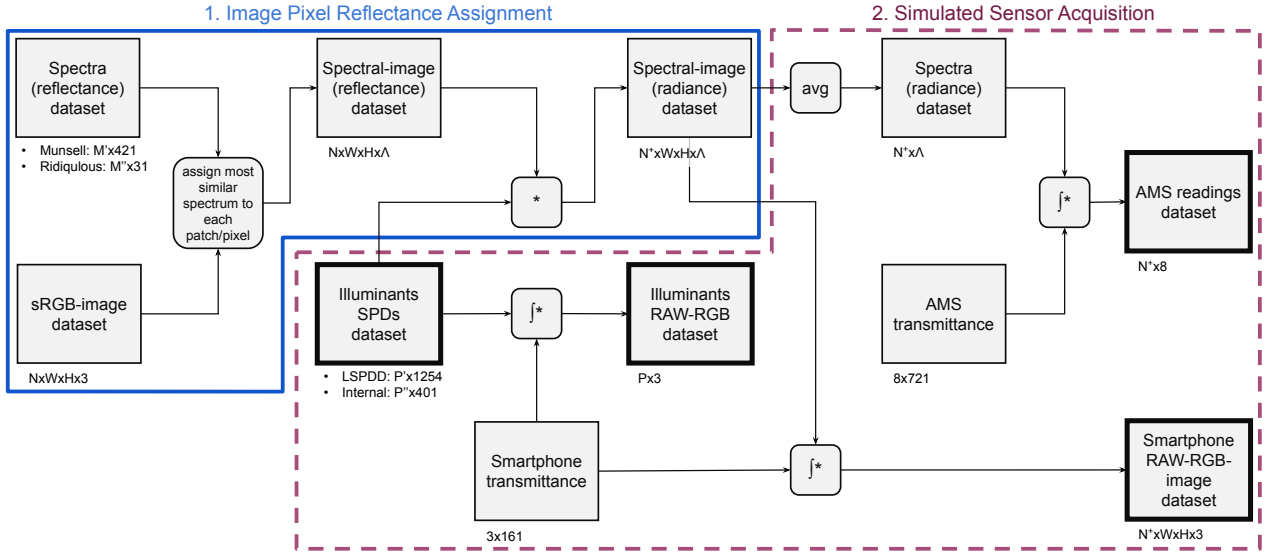 1. Image Pixel Reflectance Assignment
2. Simulated Sensor Acquisition
Spectra
(reflectance)
dataset
• Munsell: M'x421
• Ridiqulous: M''x31
Spectral-image
(reflectance)
dataset
NxWxHxΛ
Spectral-image
(radiance)
dataset
N⁺xWxHxΛ
avg
Spectra
(radiance)
dataset
N⁺xΛ
assign most
similar
spectrum to
each
patch/pixel
*
∫*
AMS readings
dataset
N⁺x8
sRGB-image
dataset
NxWxHx3
Illuminants
SPDs
dataset
• LSPDD: P'x1254
• Internal: P''x401
∫*
Illuminants
RAW-RGB
dataset
Px3
AMS
transmittance
8x721
Smartphone
transmittance
3x161
∫*
Smartphone
RAW-RGB-
image
dataset
N⁺xWxHx3